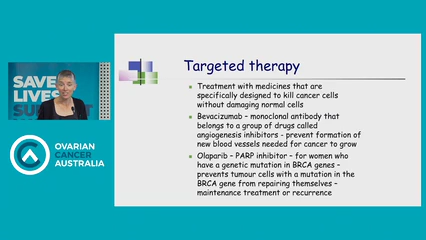 SAVE
LIVES
SU
OVARIAN
CANCER
AUSTRALIA
Targeted therapy
Treatment with medicines that are
specifically designed to kill cancer cells
without damaging normal cells
Bevacizumab – monoclonal antibody that
belongs to a group of drugs called
angiogenesis inhibitors - prevent formation of
new blood vessels needed for cancer to grow
Olaparib – PARP inhibitor – for women who
have a genetic mutation in BRCA genes –
prevents tumour cells with a mutation in the
BRCA gene from repairing themselves –
maintenance treatment or recurrence